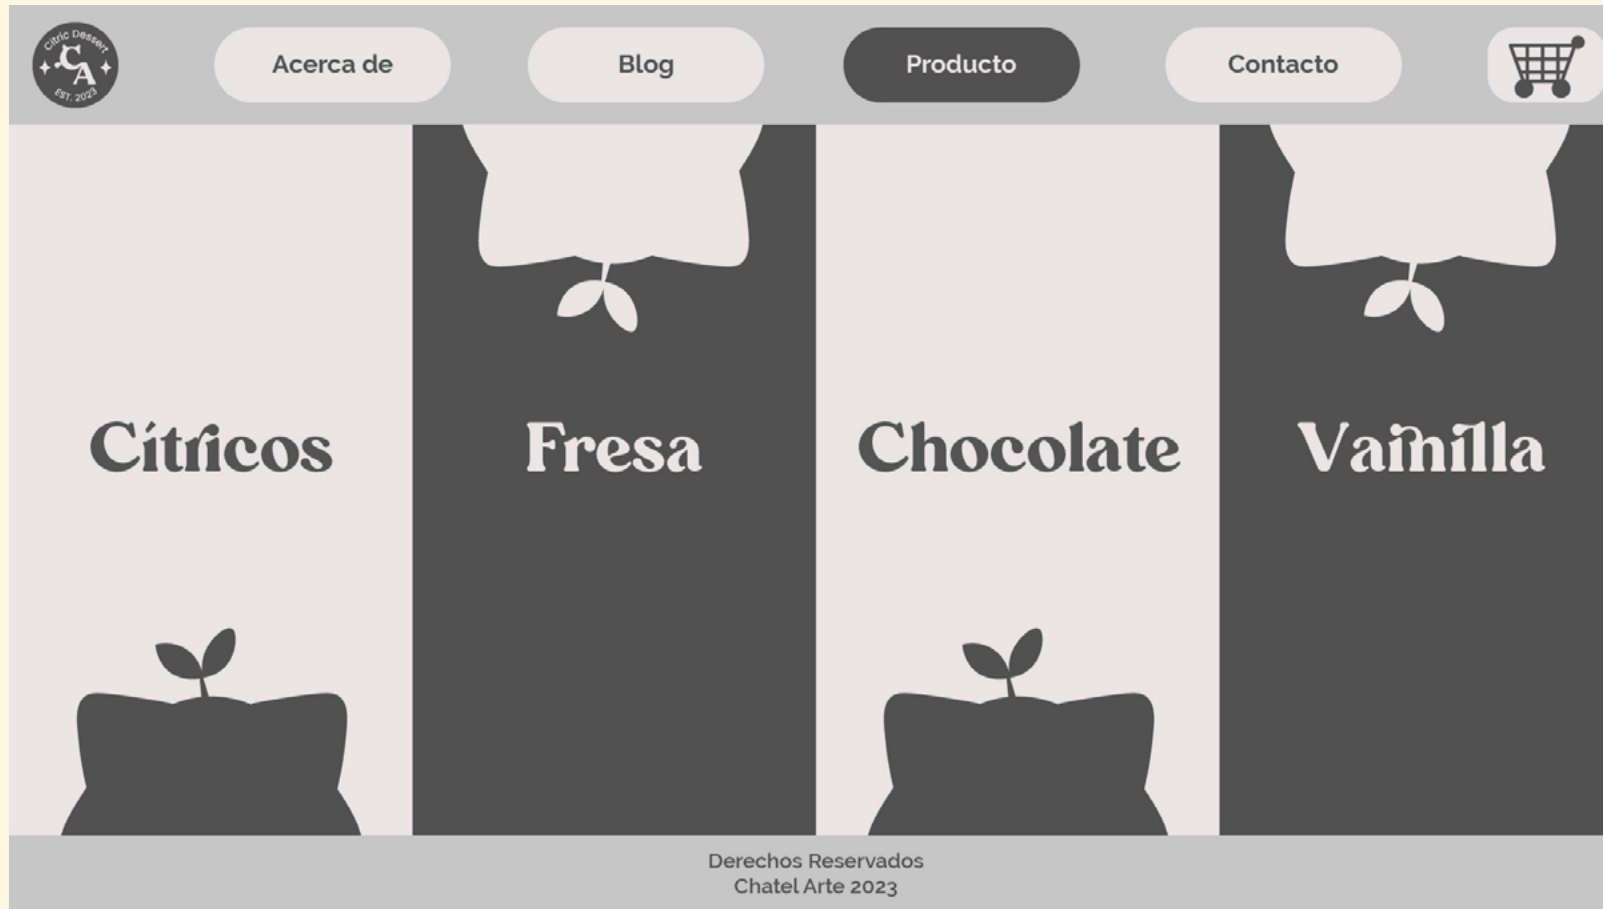 Citric Dessert
CA
EST. 2023
Acerca de
Blog
Producto
Contacto
Cítricos
Fresa
Chocolate
Vainilla
Derechos Reservados
Chatel Arte 2023